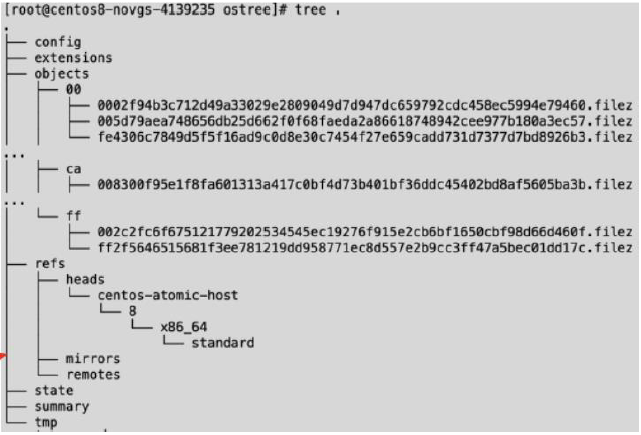 [root@centos8-novgs-4139235 ostree]# tree .
.
├── config
├── extensions
├── objects
│   ├── 00
│   │   ├── 0002f94b3c712d49a33029e2809049d7d947dc659792cdc458ec5994e79460.filez
│   │   ├── 005d79aea748656db25d662f0f68faeda2a86618748942cee977b180a3ec57.filez
│   │   └── fe4306c7849d5f5f16ad9c0d8e30c7454f27e659cadd731d7377d7bd8926b3.filez
...
│   ├── ca
│   │   ├── 008300f95e1f8fa601313a417c0bf4d73b401bf36ddc45402bd8af5605ba3b.filez
...
│   └── ff
│       ├── 002c2fc6f675121779202534545ec19276f915e2cb6bf1650cbf98d66d460f.filez
│       └── ff2f5646515681f3ee781219dd958771ec8d557e2b9cc3ff47a5bec01dd17c.filez
├── refs
│   ├── heads
│   │   └── centos-atomic-host
│   │       └── 8
│   │           └── x86_64
│   │               └── standard
│   ├── mirrors
│   └── remotes
├── state
├── summary
└── tmp